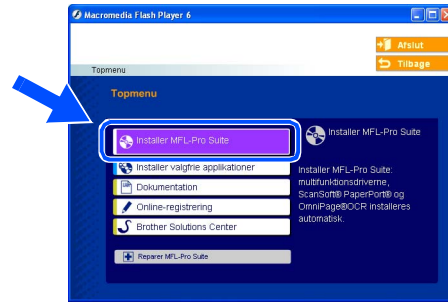 Macromedia Flash Player 6
Afslut
Tilbage
Topmenu
Topmenu
Installer MFL-Pro Suite
Installer valgfrie applikationer
Dokumentation
Online-registrering
Brother Solutions Center
Reparer MFL-Pro Suite
Installer MFL-Pro Suite
Installer MFL-Pro Suite:
multifunktionsdriverne,
ScanSoft® PaperPort® og
OmniPage®OCR installeres
automatisk.